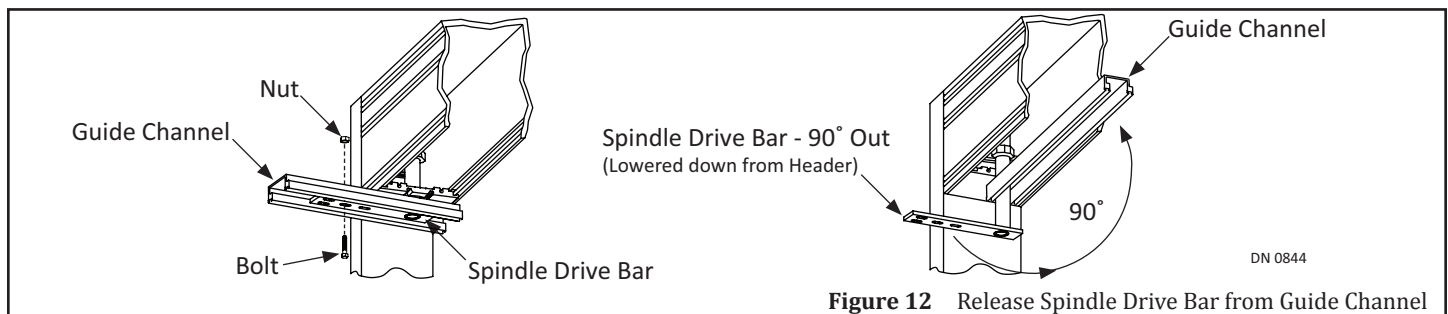 Nut
Guide Channel
Bolt
Spindle Drive Bar
Guide Channel
Spindle Drive Bar - 90˚ Out
(Lowered down from Header)
90˚
DN 0844
Figure 12 Release Spindle Drive Bar from Guide Channel